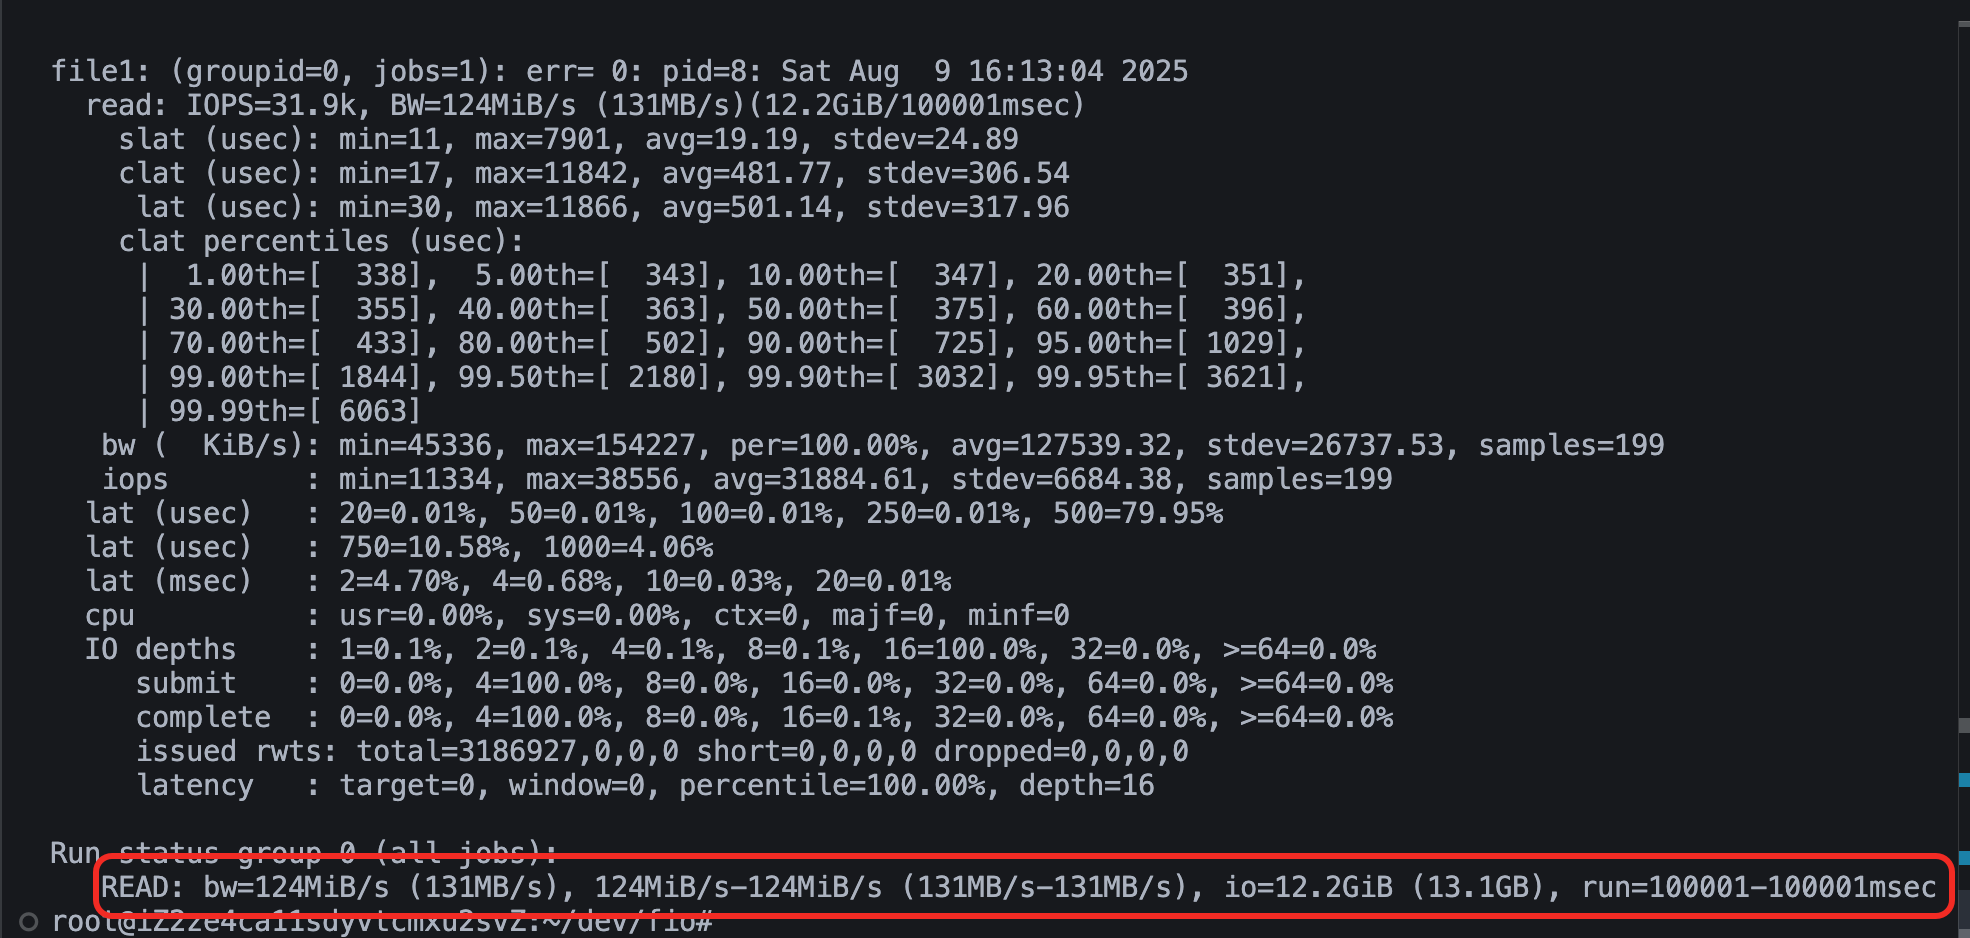 file1: (groupid=0, jobs=1): err= 0: pid=8: Sat Aug  9 16:13:04 2025
  read: IOPS=31.9k, BW=124MiB/s (131MB/s)(12.2GiB/100001msec)
    slat (usec): min=11, max=7901, avg=19.19, stdev=24.89
    clat (usec): min=17, max=11842, avg=481.77, stdev=306.54
     lat (usec): min=30, max=11866, avg=501.14, stdev=317.96
    clat percentiles (usec):
     |  1.00th=[  338],  5.00th=[  343], 10.00th=[  347], 20.00th=[  351],
     | 30.00th=[  355], 40.00th=[  363], 50.00th=[  375], 60.00th=[  396],
     | 70.00th=[  433], 80.00th=[  502], 90.00th=[  725], 95.00th=[ 1029],
     | 99.00th=[ 1844], 99.50th=[ 2180], 99.90th=[ 3032], 99.95th=[ 3621],
     | 99.99th=[ 6063]
   bw (  KiB/s): min=45336, max=154227, per=100.00%, avg=127539.32, stdev=26737.53, samples=199
   iops        : min=11334, max=38556, avg=31884.61, stdev=6684.38, samples=199
  lat (usec)   : 20=0.01%, 50=0.01%, 100=0.01%, 250=0.01%, 500=79.95%
  lat (usec)   : 750=10.58%, 1000=4.06%
  lat (msec)   : 2=4.70%, 4=0.68%, 10=0.03%, 20=0.01%
  cpu          : usr=0.00%, sys=0.00%, ctx=0, majf=0, minf=0
  IO depths    : 1=0.1%, 2=0.1%, 4=0.1%, 8=0.1%, 16=100.0%, 32=0.0%, >=64=0.0%
     submit    : 0=0.0%, 4=100.0%, 8=0.0%, 16=0.0%, 32=0.0%, 64=0.0%, >=64=0.0%
     complete  : 0=0.0%, 4=100.0%, 8=0.0%, 16=0.1%, 32=0.0%, 64=0.0%, >=64=0.0%
     issued rwts: total=3186927,0,0,0 short=0,0,0,0 dropped=0,0,0,0
     latency   : target=0, window=0, percentile=100.00%, depth=16
Run status group 0 (all jobs):
   READ: bw=124MiB/s (131MB/s), 124MiB/s-124MiB/s (131MB/s-131MB/s), io=12.2GiB (13.1GB), run=100001-100001msec
root@iZ2ze4ca11sdyvtcmxu2svZ:~/dev/fio#